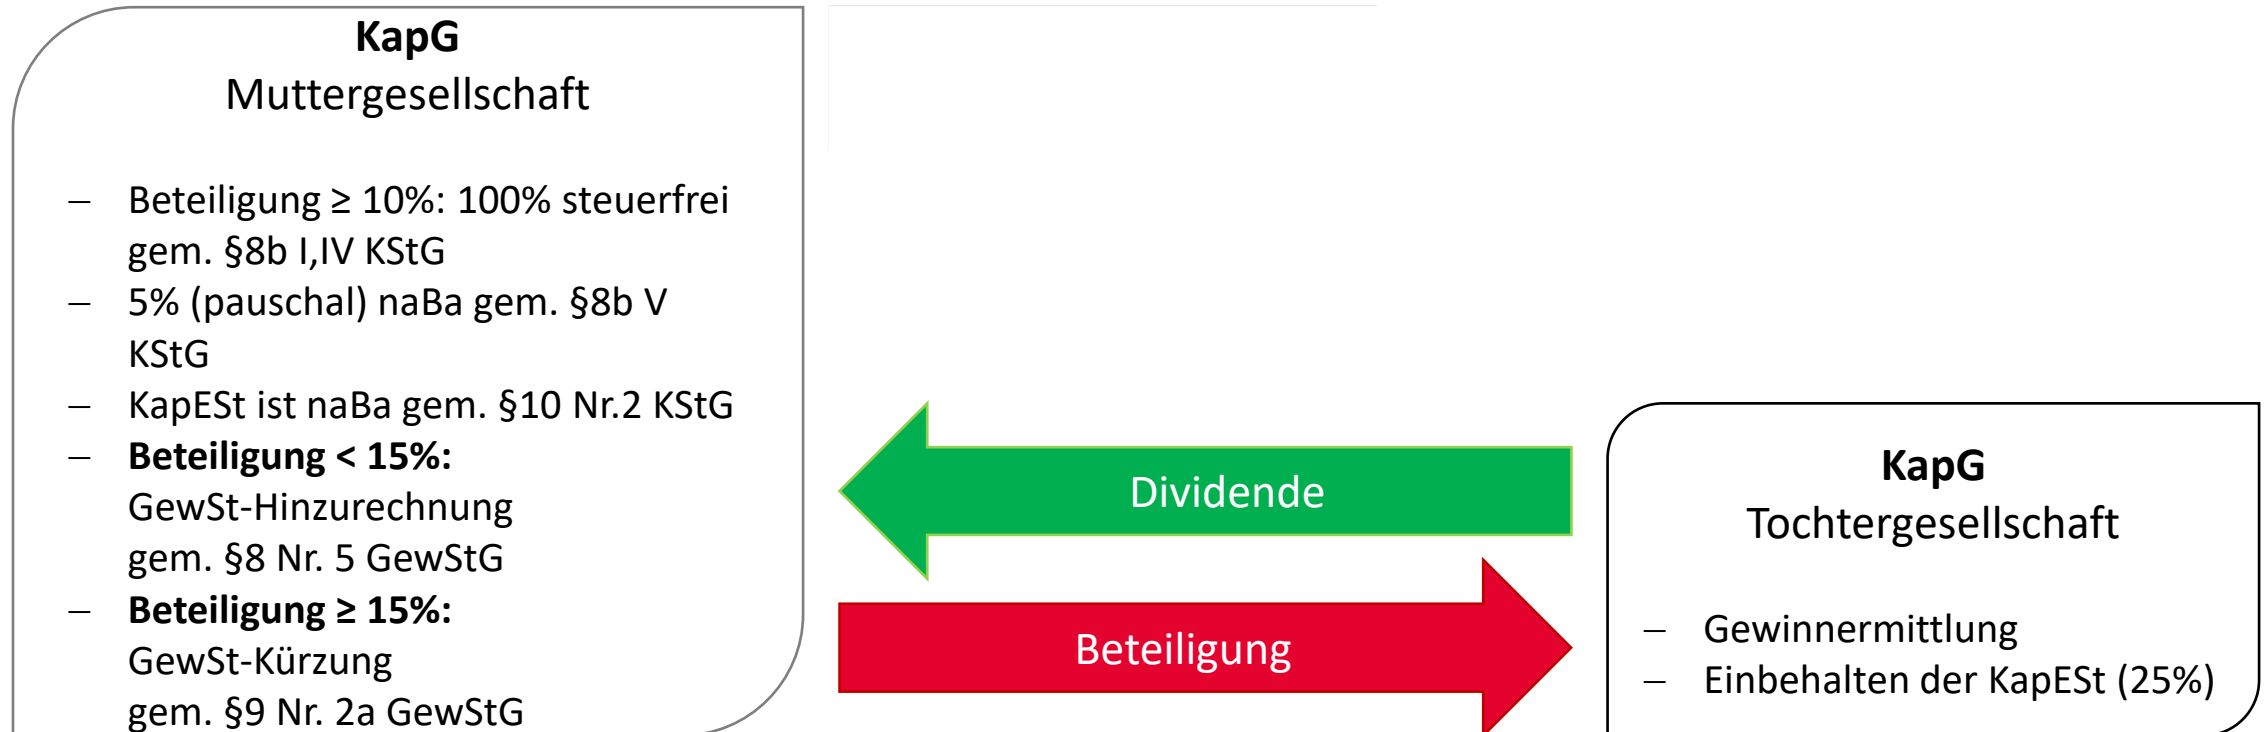 KapG
Muttergesellschaft
– Beteiligung ≥ 10%: 100% steuerfrei
gem. §8b I,IV KStG
– 5% (pauschal) naBa gem. §8b V
KStG
– KapESt ist naBa gem. §10 Nr.2 KStG
– Beteiligung < 15%:
GewSt-Hinzurechnung
gem. §8 Nr. 5 GewStG
– Beteiligung ≥ 15%:
GewSt-Kürzung
gem. §9 Nr. 2a GewStG
Dividende
Beteiligung
KapG
Tochtergesellschaft
– Gewinnermittlung
– Einbehalten der KapESt (25%)